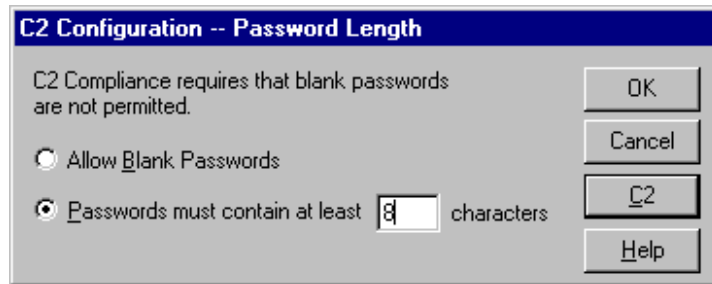 C2 Configuration -- Password Length
C2 Compliance requires that blank passwords
are not permitted.
OK
Cancel
Allow Blank Passwords
C2
Passwords must contain at least 8 characters
Help